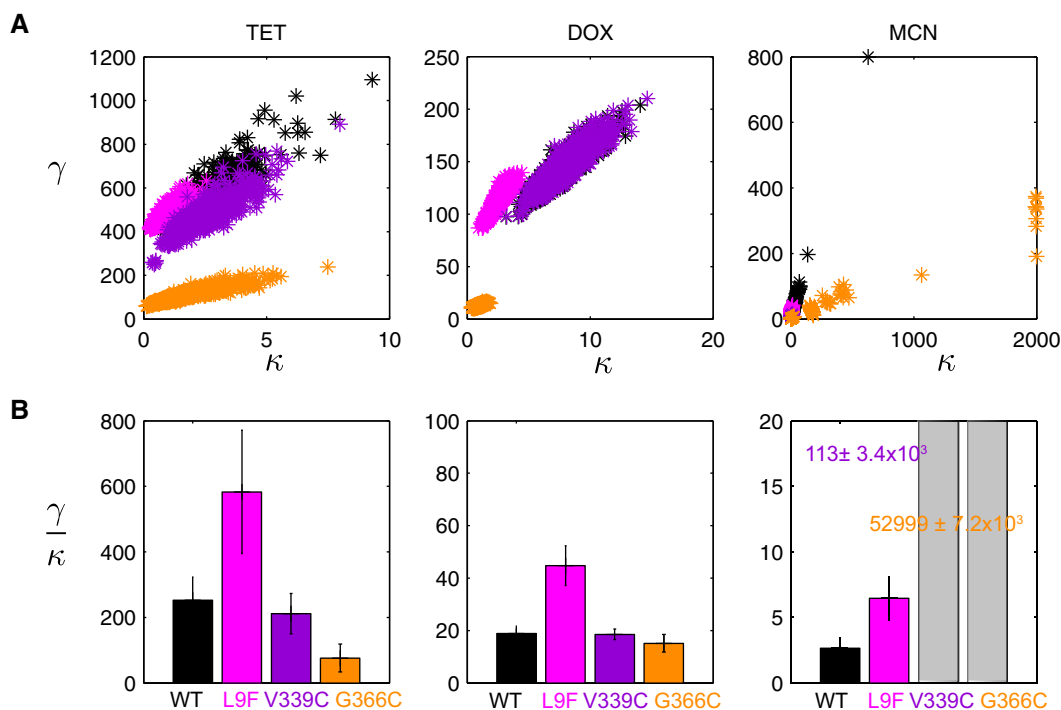 A
TET DOX MCN
1200 1000 800 600 400 200 0
γ
0 5 10
κ
250 200 150 100 50 0
0 10 20
κ
800 600 400 200 0
0 1000 2000
κ
B
γ/κ
800 600 400 200 0
WT L9F V339C G366C
100 80 60 40 20 0
WT L9F V339C G366C
20 15 10 5 0
113± 3.4x10³
52999 ± 7.2x10³
WT L9F V339C G366C